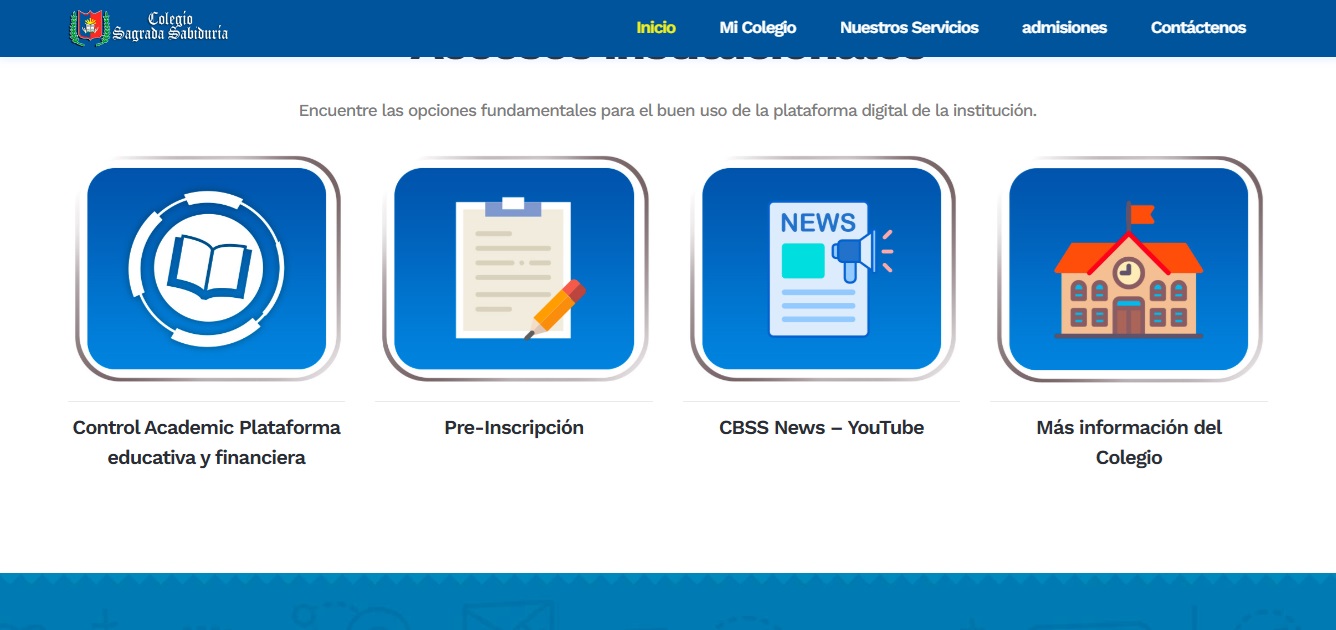 Colegio
Sagrada Sabiduría
Inicio
Mi Colegio
Nuestros Servicios
admisiones
Contáctenos
Encuentre las opciones fundamentales para el buen uso de la plataforma digital de la institución.
NEWS
Control Academic Plataforma
educativa y financiera
Pre-Inscripción
CBSS News – YouTube
Más información del
Colegio